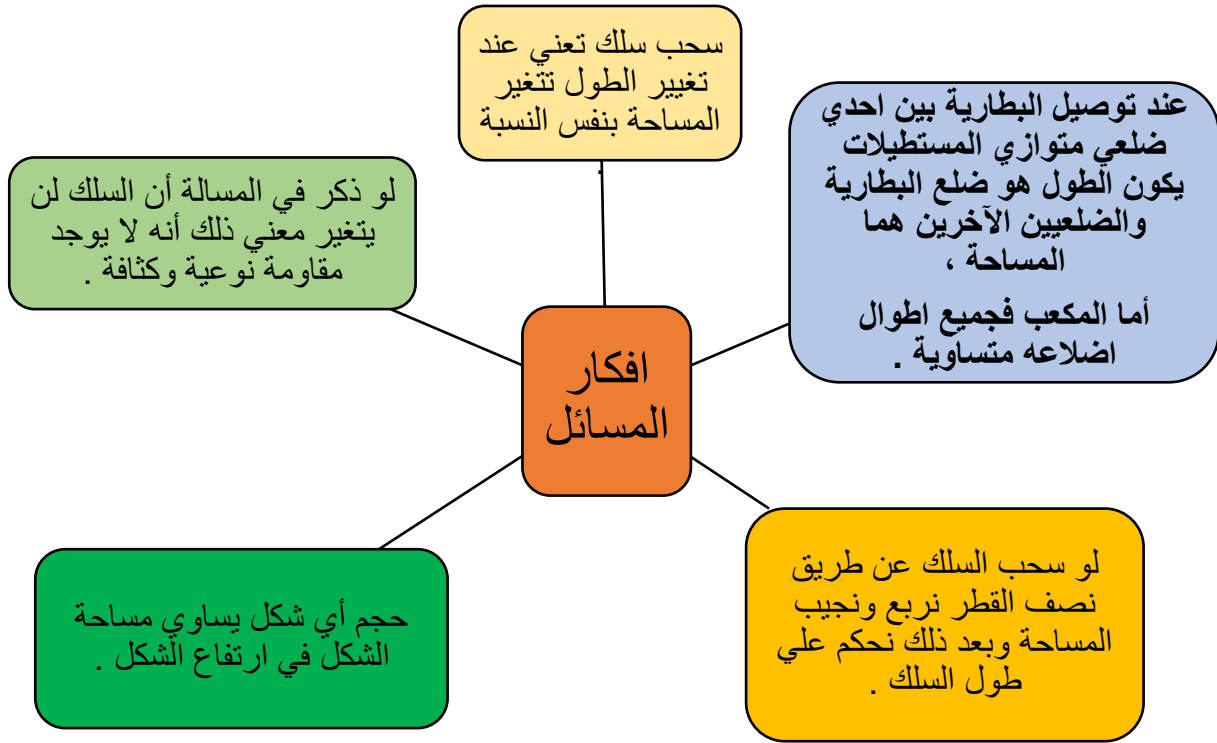 سحب سلك تعني عند
تغيير الطول تتغير
المساحة بنفس النسبة
.
عند توصيل البطارية بين احدي
ضلعي متوازي المستطيلات
يكون الطول هو ضلع البطارية
والضلعيين الآخرين هما
المساحة ،
أما المكعب فجميع اطوال
اضلاعه متساوية .
لو ذكر في المسالة أن السلك لن
يتغير معني ذلك أنه لا يوجد
مقاومة نوعية وكثافة .
افكار
المسائل
لو سحب السلك عن طريق
نصف القطر نربع ونجيب
المساحة وبعد ذلك نحكم علي
طول السلك .
حجم أي شكل يساوي مساحة
الشكل في ارتفاع الشكل .